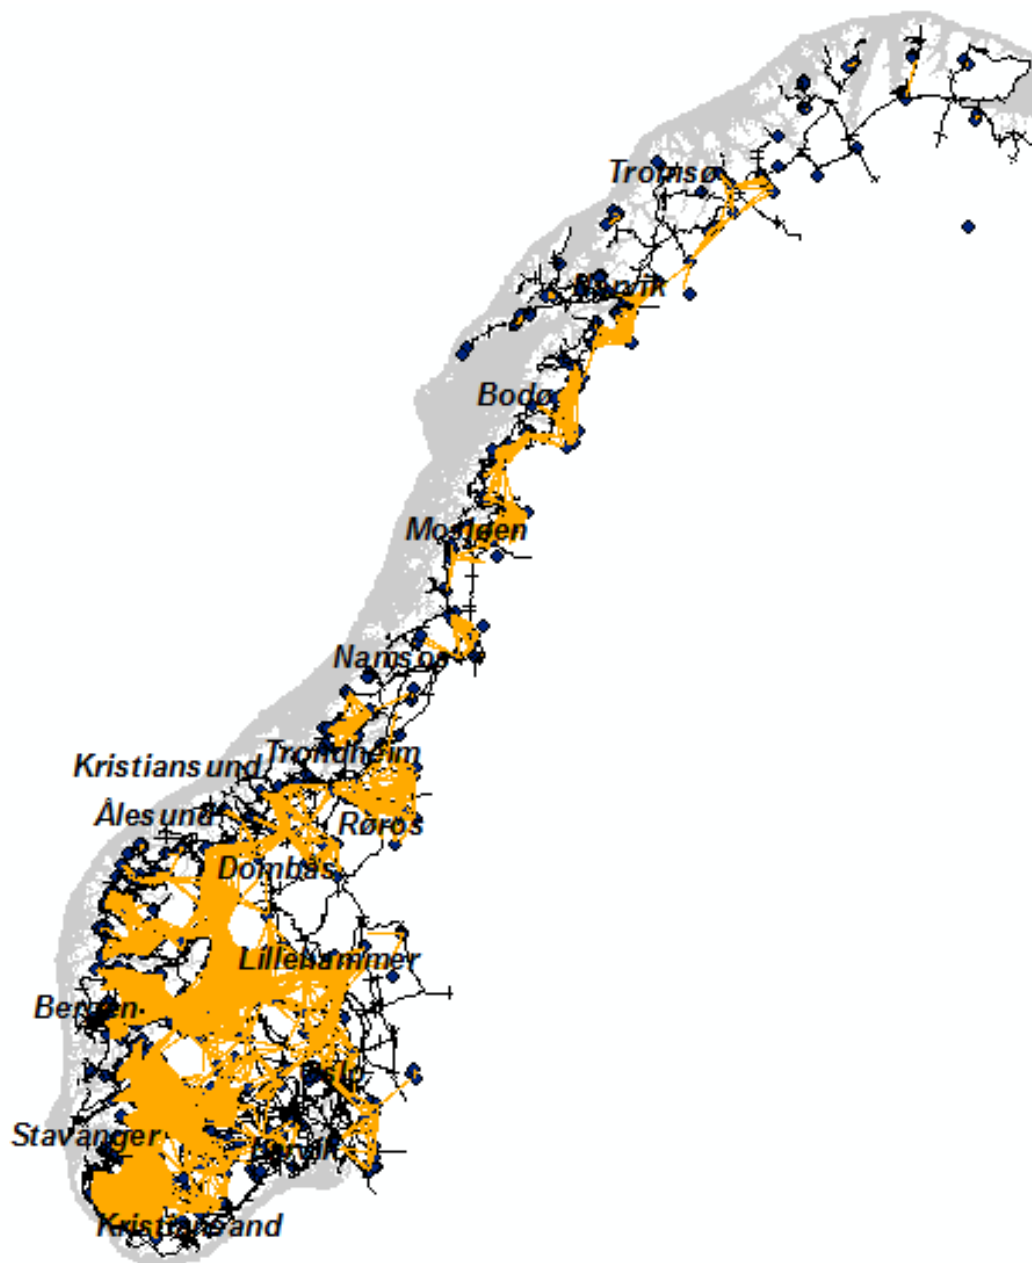 Tromsø
Narvik
Bodø
Mosjøen
Namsos
Trondheim
Kristiansund
Ålesund
Røros
Dombås
Lillehammer
Bergen
Oslo
Stavanger
Larvik
Kristiansand